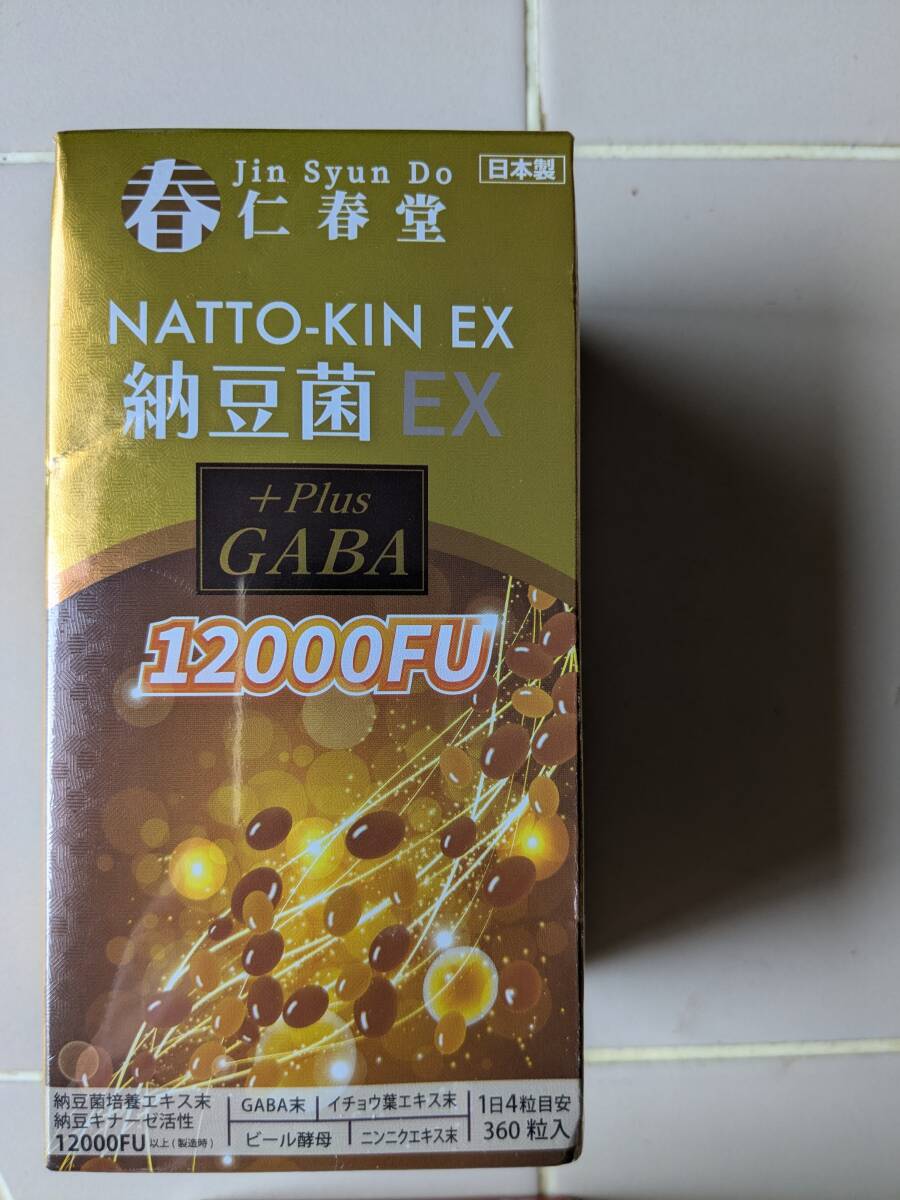 春
Jin Syun Do
仁春堂
日本製
NATTO-KIN EX
納豆菌 EX
+Plus
GABA
12000FU
納豆菌培養エキス末
納豆キナーゼ活性
12000FU以上(製造時)
GABA末
イチョウ葉エキス末
ビール酵母
ニンニクエキス末
1日4粒目安
360粒入